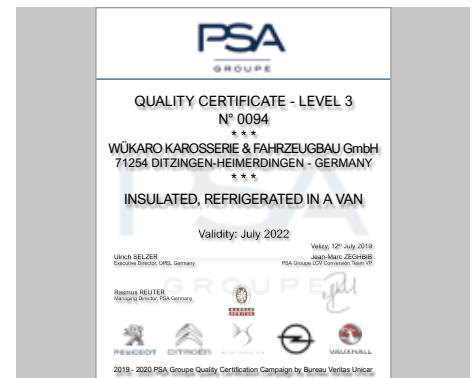 PSA
GROUPE
QUALITY CERTIFICATE - LEVEL 3
N° 0094
* * *
WÜKARO KAROSSERIE & FAHRZEUGBAU GmbH
71254 DITZINGEN-HEIMERDINGEN - GERMANY
* * *
INSULATED, REFRIGERATED IN A VAN
Validity: July 2022
Velizy, 12th July 2019
Ulrich SELZER
Executive Director, OPEL Germany
Jean-Marc ZEGHBIB
PSA Groupe LCV Conversion Team VP
Rasmus REUTER
Managing Director, PSA Germany
BUREAU
VERITAS
PEUGEOT CITROËN VAUXHALL
2019 - 2020 PSA Groupe Quality Certification Campaign by Bureau Veritas Unicar